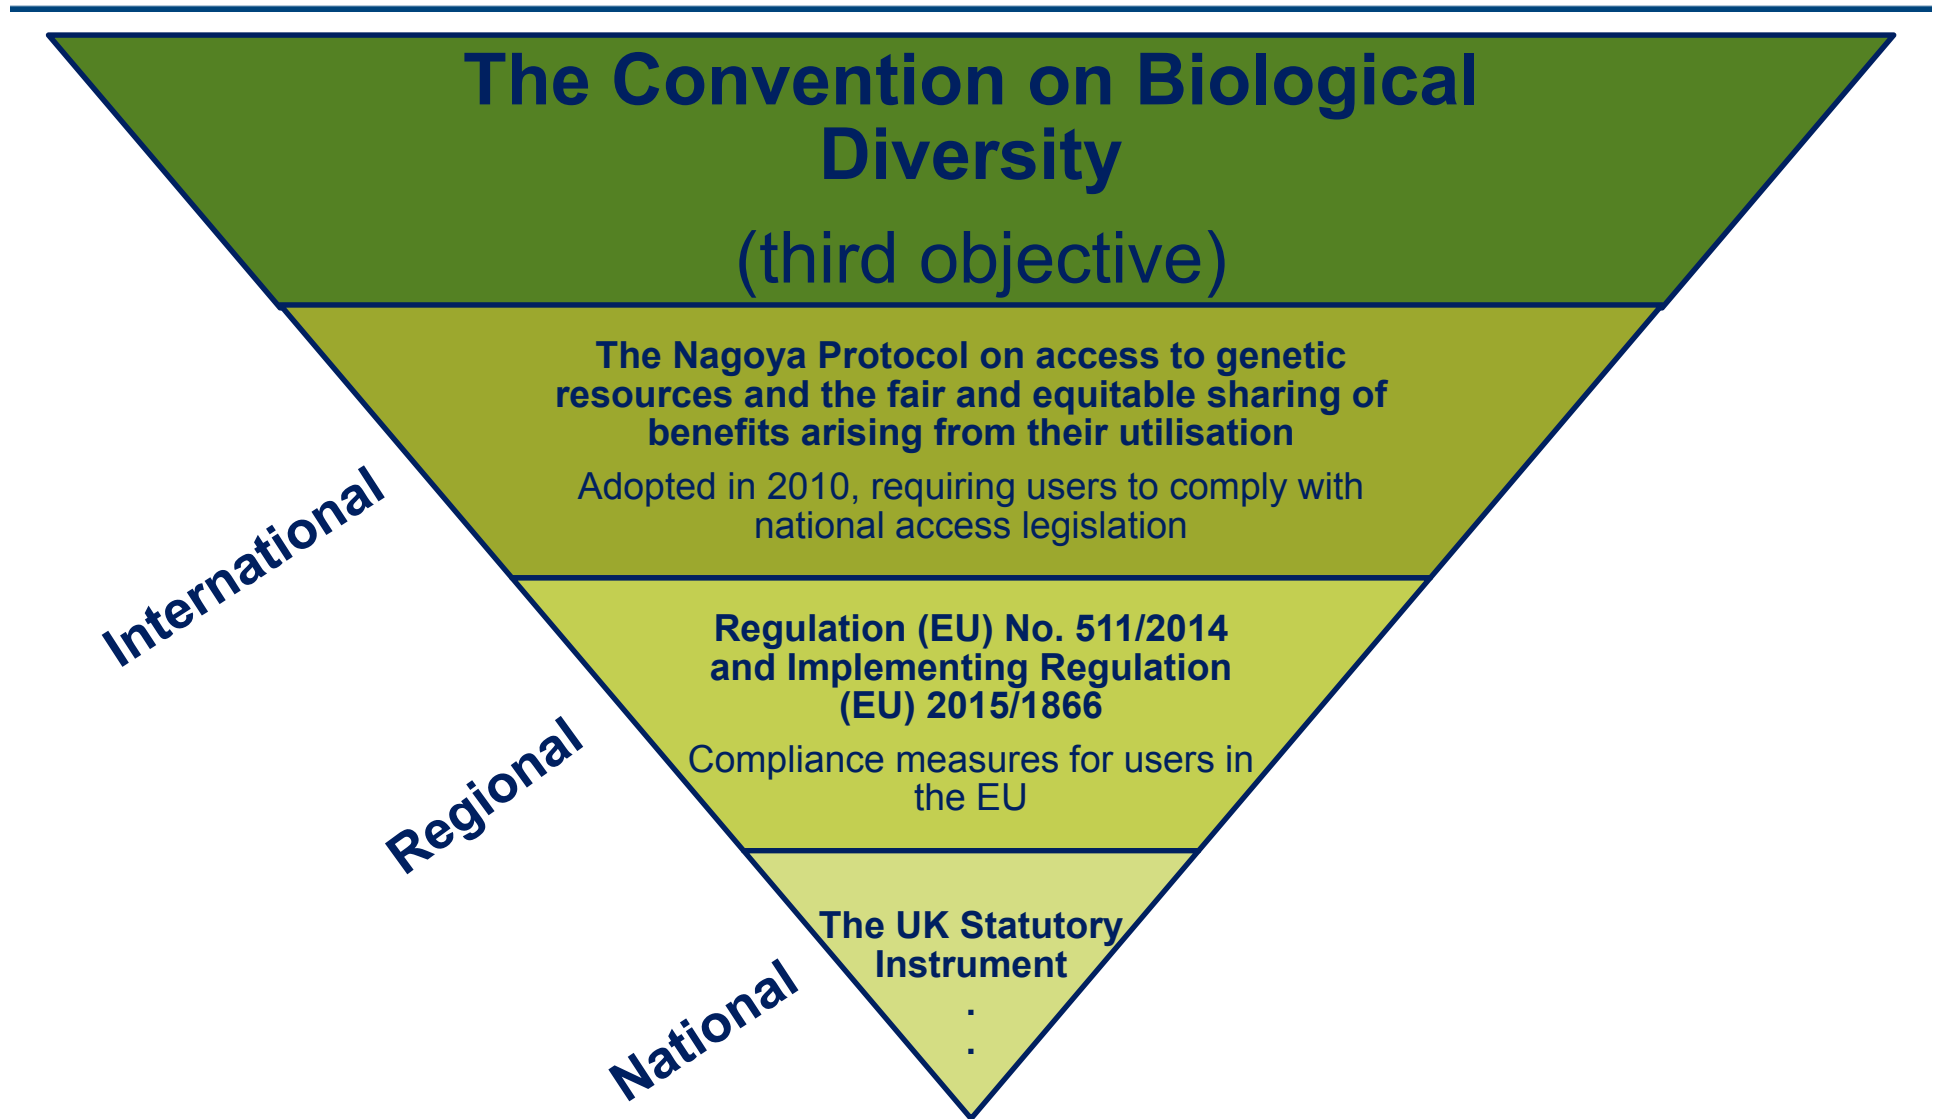 The Convention on Biological
Diversity
(third objective)
The Nagoya Protocol on access to genetic
resources and the fair and equitable sharing of
benefits arising from their utilisation
Adopted in 2010, requiring users to comply with
national access legislation
International
Regulation (EU) No. 511/2014
and Implementing Regulation
(EU) 2015/1866
Compliance measures for users in
the EU
Regional
The UK Statutory
Instrument
.
.
National